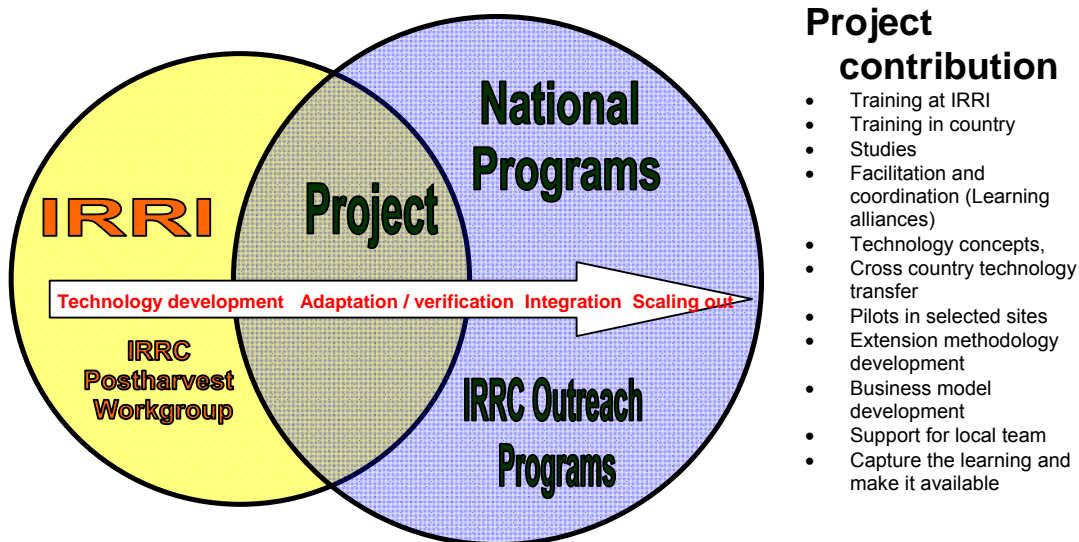 IRRI
IRRC
Postharvest
Workgroup
Project
National
Programs
IRRC Outreach
Programs
Technology development Adaptation / verification Integration Scaling out
Project
contribution
• Training at IRRI
• Training in country
• Studies
• Facilitation and
coordination (Learning
alliances)
• Technology concepts,
• Cross country technology
transfer
• Pilots in selected sites
• Extension methodology
development
• Business model
development
• Support for local team
• Capture the learning and
make it available